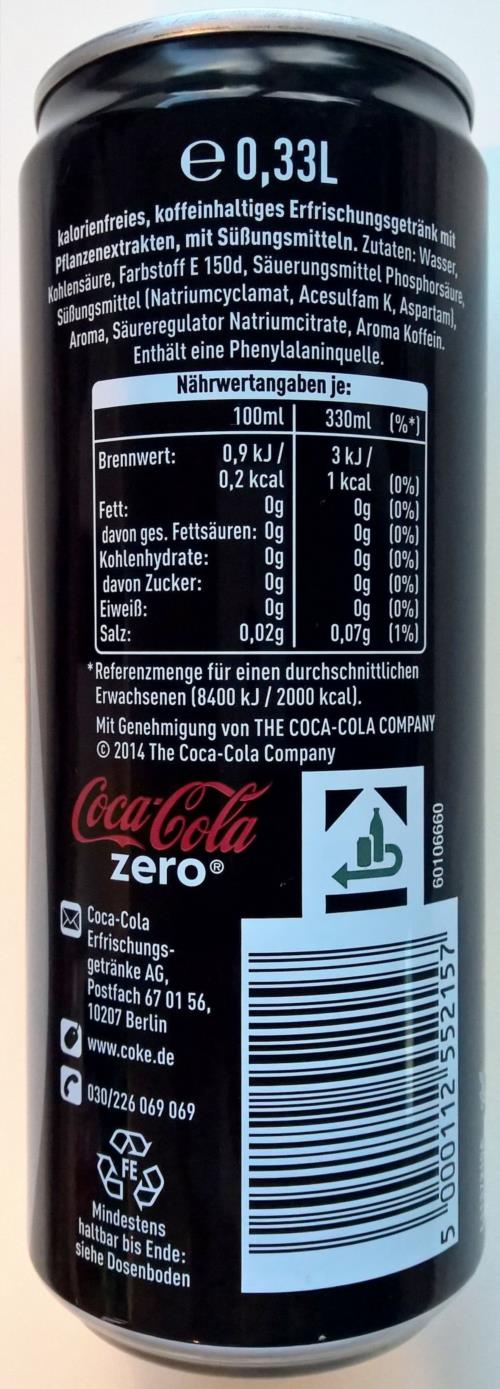 e 0,33L
kalorienfreies, koffeinhaltiges Erfrischungsgetränk mit
Pflanzenextrakten, mit Süßungsmitteln. Zutaten: Wasser,
Kohlensäure, Farbstoff E 150d, Säuerungsmittel Phosphorsäure,
Süßungsmittel (Natriumcyclamat, Acesulfam K, Aspartam),
Aroma, Säureregulator Natriumcitrate, Aroma Koffein.
Enthält eine Phenylalaninquelle.
Nährwertangaben je:
100ml 330ml (%*)
Brennwert: 0,9 kJ / 3 kJ /
0,2 kcal 1 kcal (0%)
Fett: 0g 0g (0%)
davon ges. Fettsäuren: 0g 0g (0%)
Kohlenhydrate: 0g 0g (0%)
davon Zucker: 0g 0g (0%)
Eiweiß: 0g 0g (0%)
Salz: 0,02g 0,07g (1%)
*Referenzmenge für einen durchschnittlichen
Erwachsenen (8400 kJ / 2000 kcal).
Mit Genehmigung von THE COCA-COLA COMPANY
© 2014 The Coca-Cola Company
Coca-Cola
zero®
60106660
Coca-Cola
Erfrischungs-
getränke AG,
Postfach 67 01 56,
10207 Berlin
www.coke.de
030/226 069 069
FE
Mindestens
haltbar bis Ende:
siehe Dosenboden
5 000112 552157